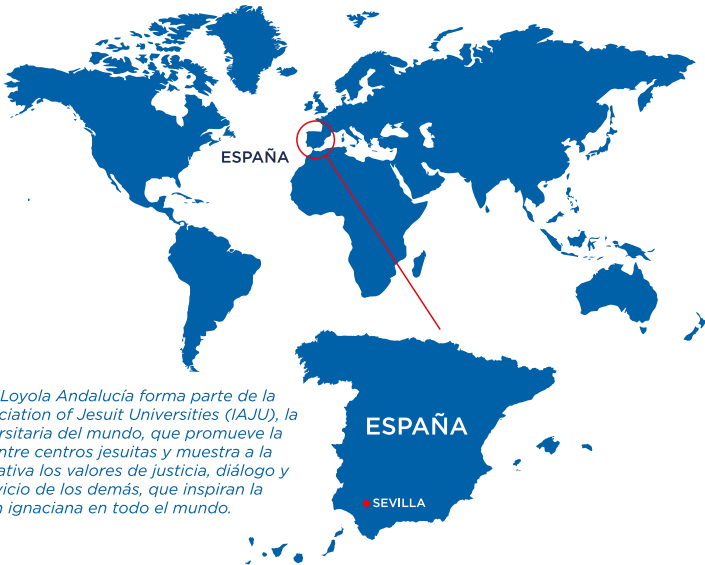 ESPAÑA
Loyola Andalucía forma parte de la
ciation of Jesuit Universities (IAJU), la
rsitaria del mundo, que promueve la
ntre centros jesuitas y muestra a la
ativa los valores de justicia, diálogo y
vicio de los demás, que inspiran la
n ignaciana en todo el mundo.
ESPAÑA
SEVILLA